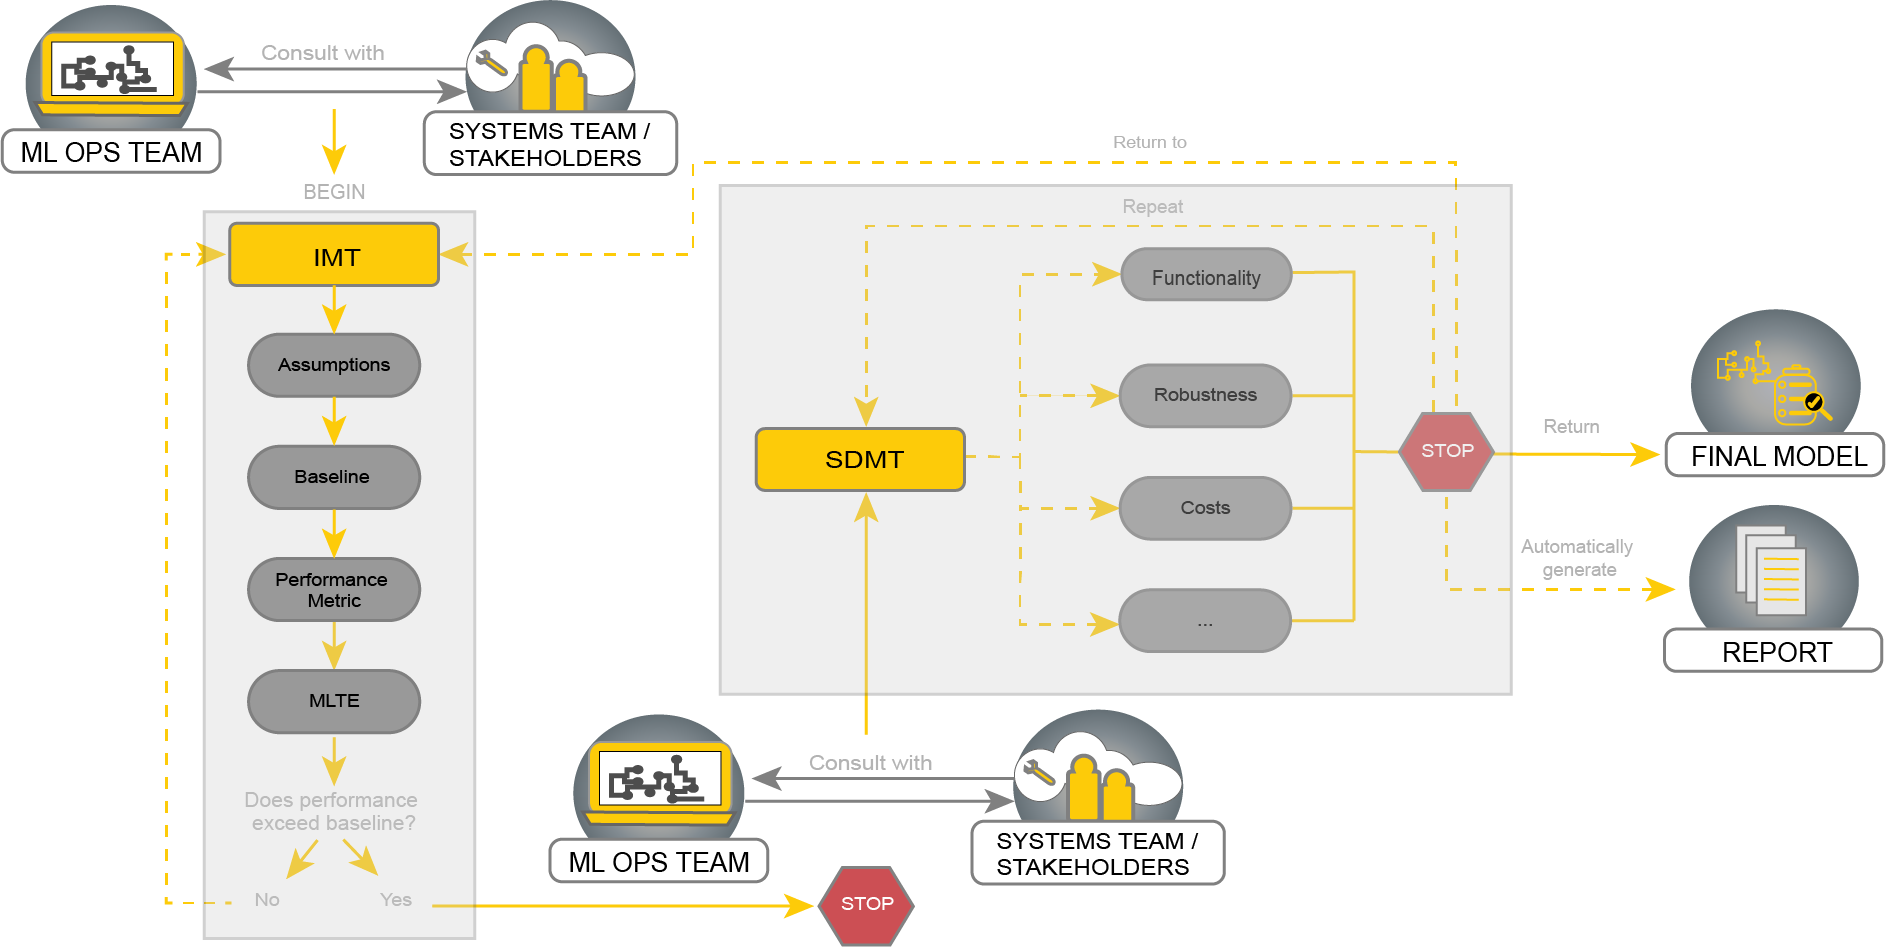 Consult with
ML OPS TEAM
SYSTEMS TEAM /
STAKEHOLDERS
BEGIN
IMT
Assumptions
Baseline
Performance
Metric
MLTE
Does performance
exceed baseline?
No
Yes
STOP
Return to
Repeat
SDMT
Functionality
Robustness
Costs
...
STOP
Return
FINAL MODEL
Automatically
generate
REPORT
Consult with
ML OPS TEAM
SYSTEMS TEAM /
STAKEHOLDERS